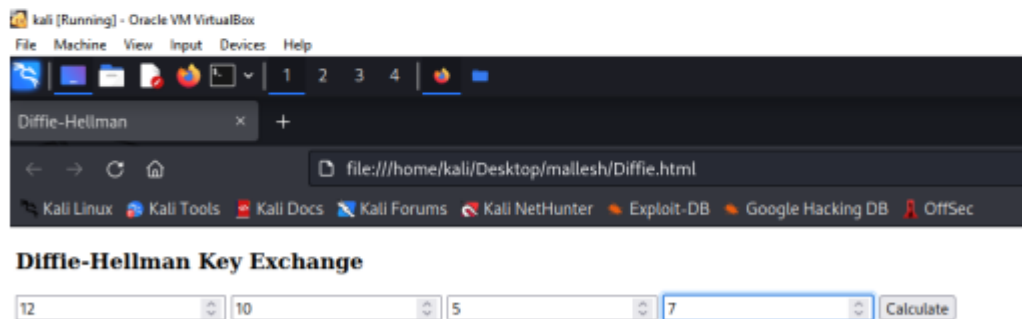 kali [Running] - Oracle VM VirtualBox
File Machine View Input Devices Help
1 2 3 4
Diffie-Hellman × +
file:///home/kali/Desktop/mallesh/Diffie.html
Kali Linux Kali Tools Kali Docs Kali Forums Kali NetHunter Exploit-DB Google Hacking DB OffSec
Diffie-Hellman Key Exchange
12 10 5 7 Calculate